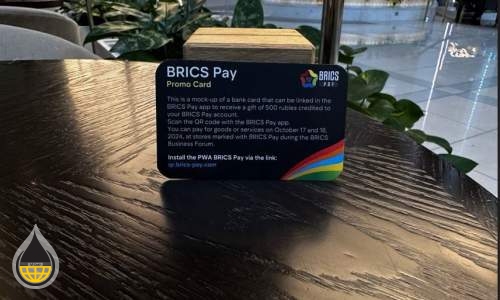 BRICS Pay
Promo Card
BRICS
PAY
This is a mock-up of a bank card that can be linked in the
BRICS Pay app to receive a gift of 500 rubles credited to
your BRICS Pay account.
Scan the QR code with the BRICS Pay app.
You can pay for goods or services on October 17 and 18,
2024, at stores marked with BRICS Pay during the BRICS
Business Forum.
Install the PWA BRICS Pay via the link:
qr.brics-pay.com